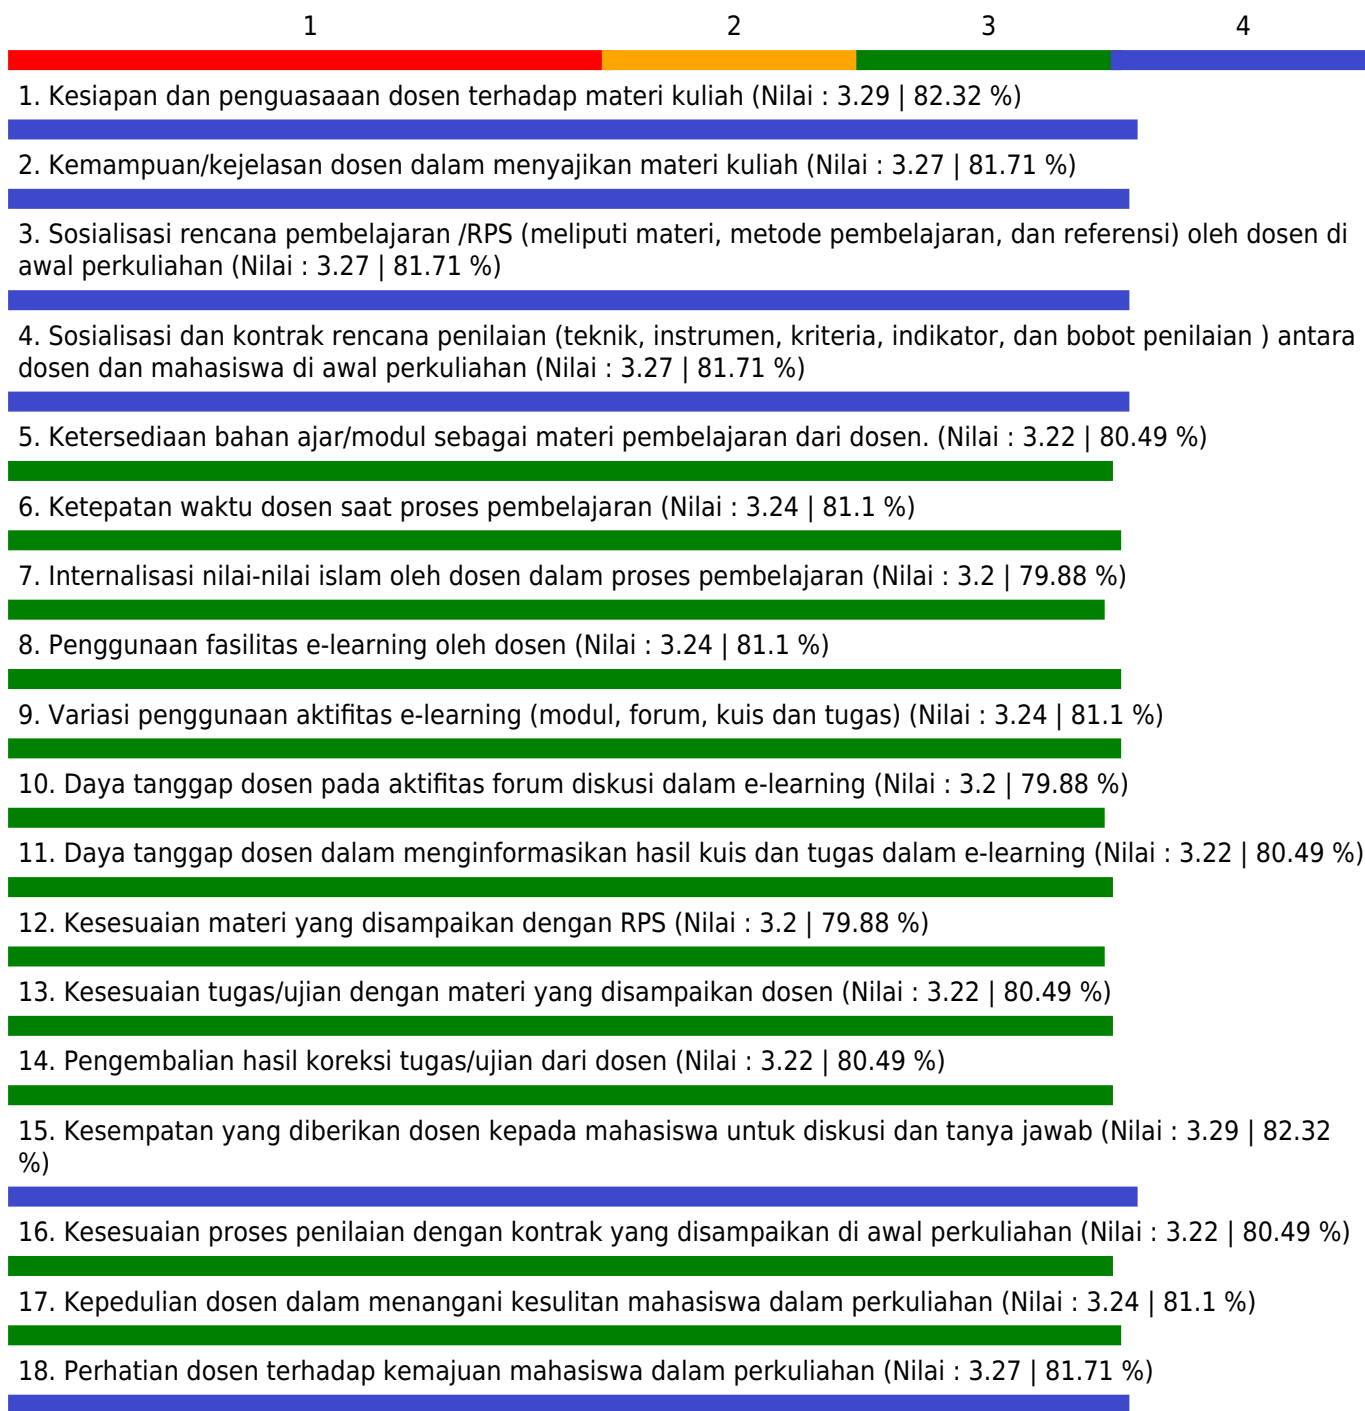 1 2 3 4
1. Kesiapan dan penguasaaan dosen terhadap materi kuliah (Nilai : 3.29 | 82.32 %)
2. Kemampuan/kejelasan dosen dalam menyajikan materi kuliah (Nilai : 3.27 | 81.71 %)
3. Sosialisasi rencana pembelajaran /RPS (meliputi materi, metode pembelajaran, dan referensi) oleh dosen di
awal perkuliahan (Nilai : 3.27 | 81.71 %)
4. Sosialisasi dan kontrak rencana penilaian (teknik, instrumen, kriteria, indikator, dan bobot penilaian ) antara
dosen dan mahasiswa di awal perkuliahan (Nilai : 3.27 | 81.71 %)
5. Ketersediaan bahan ajar/modul sebagai materi pembelajaran dari dosen. (Nilai : 3.22 | 80.49 %)
6. Ketepatan waktu dosen saat proses pembelajaran (Nilai : 3.24 | 81.1 %)
7. Internalisasi nilai-nilai islam oleh dosen dalam proses pembelajaran (Nilai : 3.2 | 79.88 %)
8. Penggunaan fasilitas e-learning oleh dosen (Nilai : 3.24 | 81.1 %)
9. Variasi penggunaan aktifitas e-learning (modul, forum, kuis dan tugas) (Nilai : 3.24 | 81.1 %)
10. Daya tanggap dosen pada aktifitas forum diskusi dalam e-learning (Nilai : 3.2 | 79.88 %)
11. Daya tanggap dosen dalam menginformasikan hasil kuis dan tugas dalam e-learning (Nilai : 3.22 | 80.49 %)
12. Kesesuaian materi yang disampaikan dengan RPS (Nilai : 3.2 | 79.88 %)
13. Kesesuaian tugas/ujian dengan materi yang disampaikan dosen (Nilai : 3.22 | 80.49 %)
14. Pengembalian hasil koreksi tugas/ujian dari dosen (Nilai : 3.22 | 80.49 %)
15. Kesempatan yang diberikan dosen kepada mahasiswa untuk diskusi dan tanya jawab (Nilai : 3.29 | 82.32
%)
16. Kesesuaian proses penilaian dengan kontrak yang disampaikan di awal perkuliahan (Nilai : 3.22 | 80.49 %)
17. Kepedulian dosen dalam menangani kesulitan mahasiswa dalam perkuliahan (Nilai : 3.24 | 81.1 %)
18. Perhatian dosen terhadap kemajuan mahasiswa dalam perkuliahan (Nilai : 3.27 | 81.71 %)